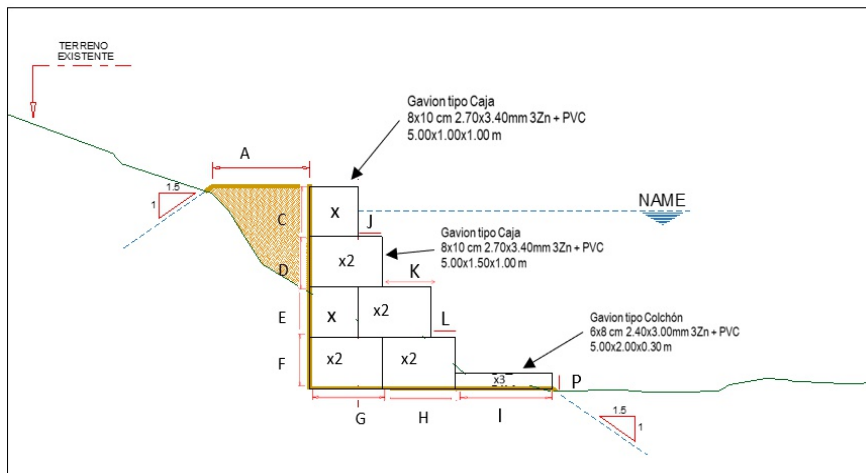 TERRENO
EXISTENTE
Gavion tipo Caja
8x10 cm 2.70x3.40mm 3Zn + PVC
5.00x1.00x1.00 m
A
1.5
1
NAME
C
x
J
Gavion tipo Caja
8x10 cm 2.70x3.40mm 3Zn + PVC
5.00x1.50x1.00 m
D
x2
K
E
x
x2
L
Gavion tipo Colchón
6x8 cm 2.40x3.00mm 3Zn + PVC
5.00x2.00x0.30 m
F
x2
x2
x3
P
G
H
I
1.5
1